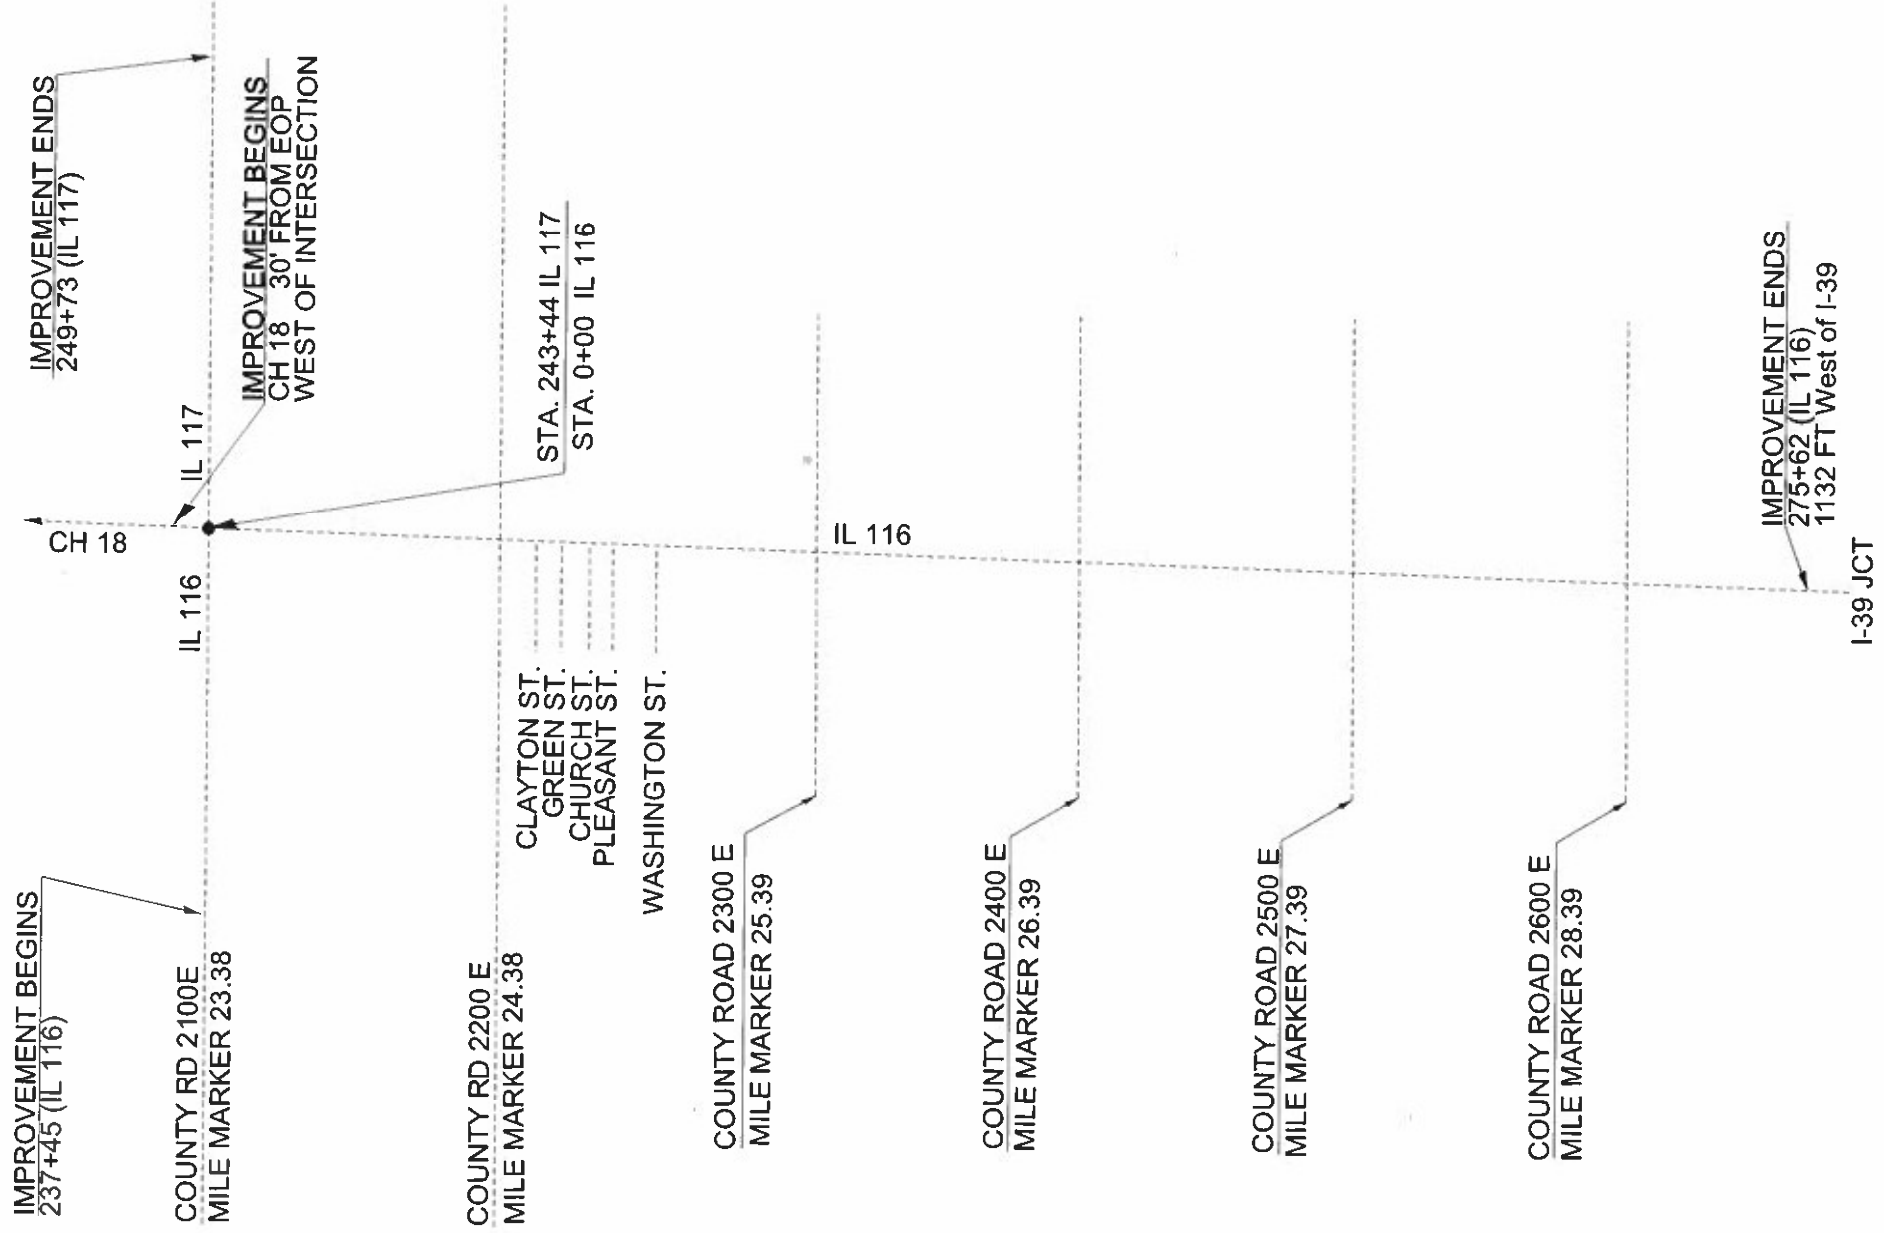 IMPROVEMENT ENDS
249+73 (IL 117)
IMPROVEMENT BEGINS
CH 18 30' FROM EOP
WEST OF INTERSECTION
IL 117
STA. 243+44 IL 117
STA. 0+00 IL 116
CH 18
IL 116
IMPROVEMENT BEGINS
237+45 (IL 116)
COUNTY RD 2100E
MILE MARKER 23.38
COUNTY RD 2200 E
MILE MARKER 24.38
CLAYTON ST.
GREEN ST.
CHURCH ST.
PLEASANT ST.
WASHINGTON ST.
IL 116
COUNTY ROAD 2300 E
MILE MARKER 25.39
COUNTY ROAD 2400 E
MILE MARKER 26.39
COUNTY ROAD 2500 E
MILE MARKER 27.39
COUNTY ROAD 2600 E
MILE MARKER 28.39
IMPROVEMENT ENDS
275+62 (IL 116)
1132 FT West of I-39
I-39 JCT